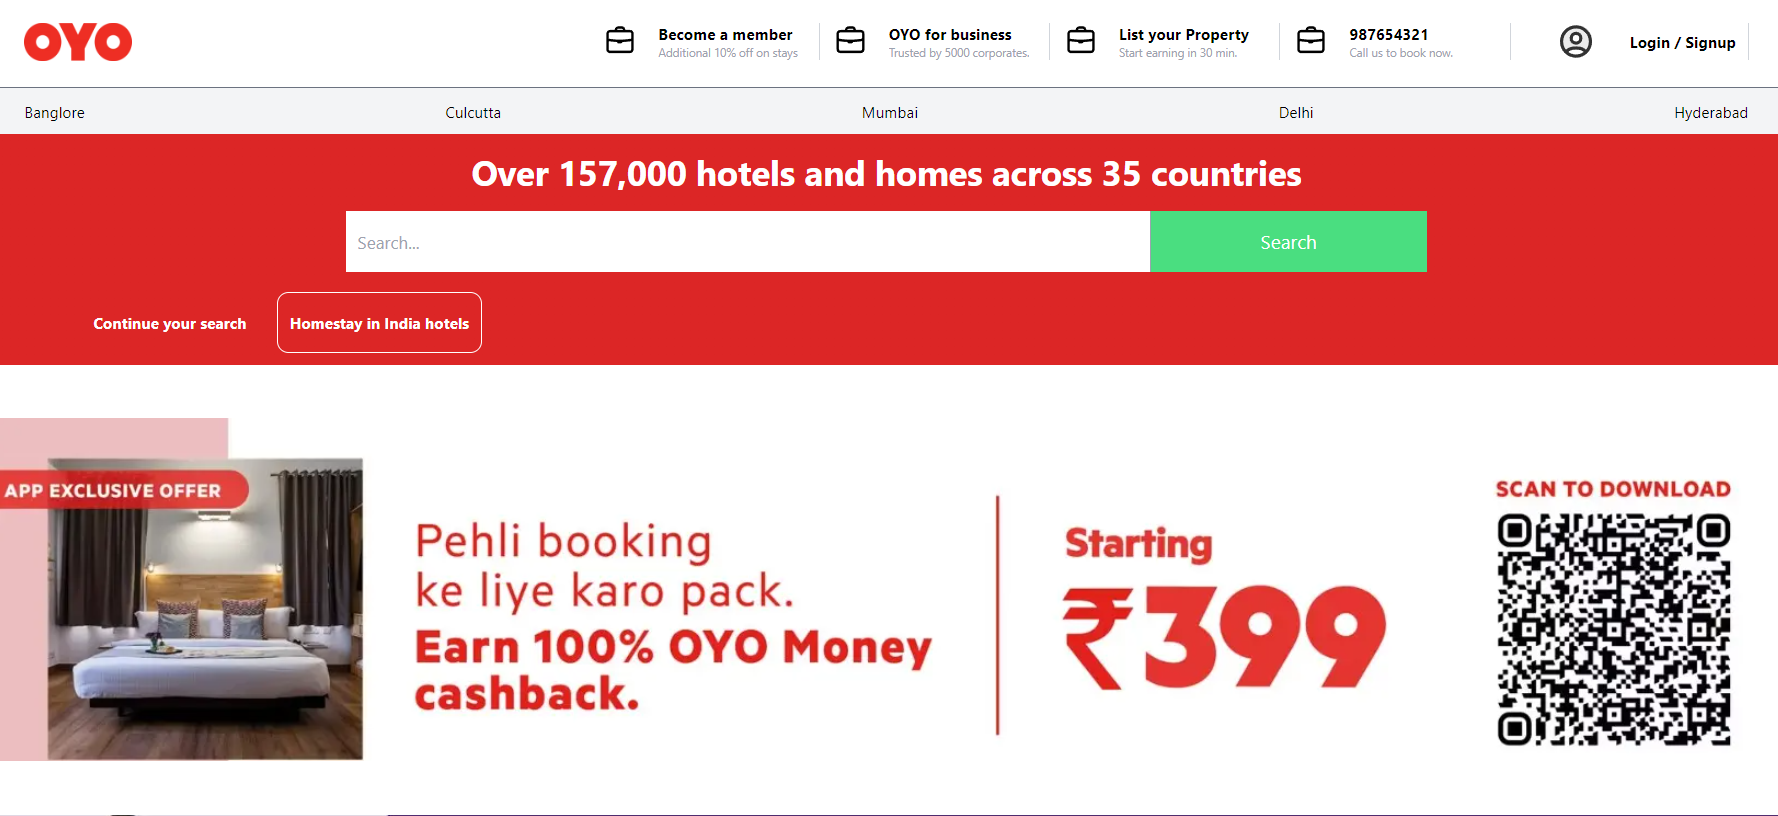 OYO
Become a member
Additional 10% off on stays
OYO for business
Trusted by 5000 corporates.
List your Property
Start earning in 30 min.
987654321
Call us to book now.
Login / Signup
Banglore
Culcutta
Mumbai
Delhi
Hyderabad
Over 157,000 hotels and homes across 35 countries
Search...
Search
Continue your search
Homestay in India hotels
APP EXCLUSIVE OFFER
Pehli booking
ke liye karo pack.
Earn 100% OYO Money
cashback.
Starting
₹399
SCAN TO DOWNLOAD